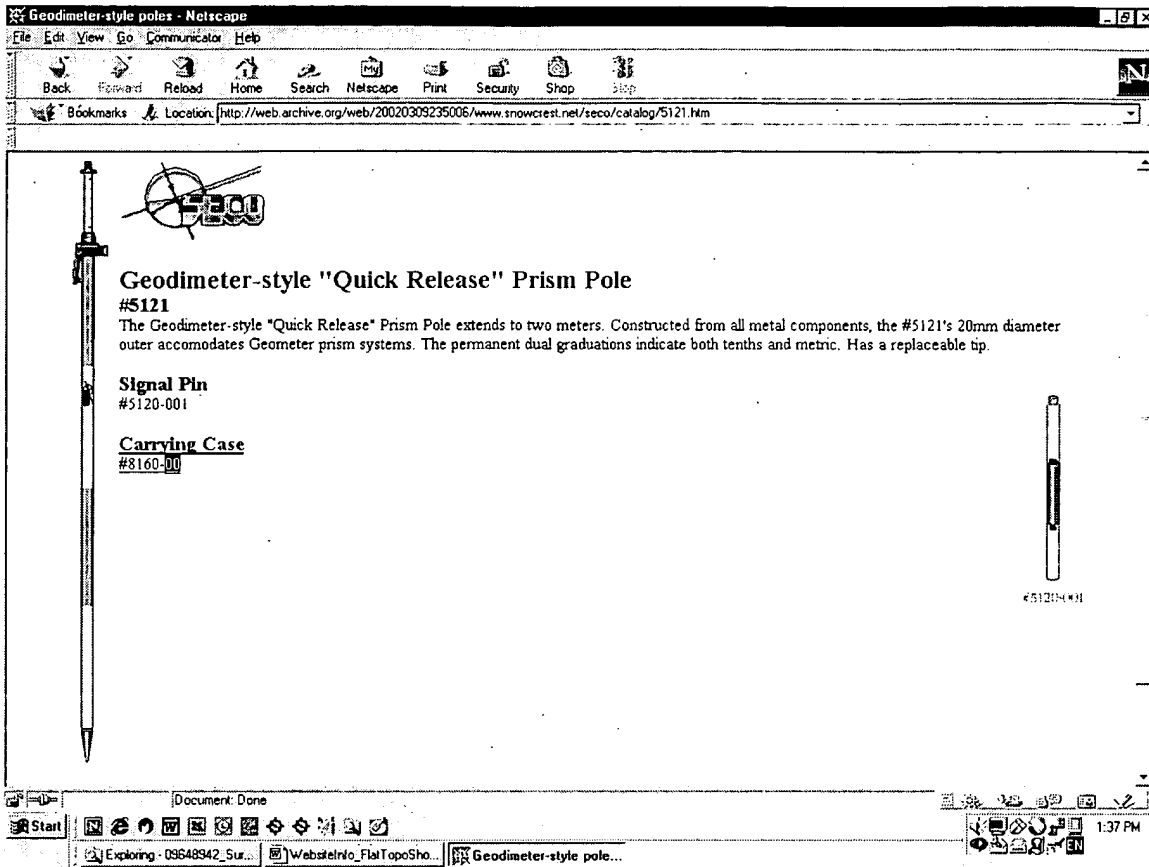 Geodimeter-style poles - Netscape
File Edit View Go Communicator Help
Back Forward Reload Home Search Netscape Print Security Shop Stop
Bookmarks Location: http://web.archive.org/web/20020309235006/www.snowcrest.net/seco/catalog/5121.htm
SECO
Geodimeter-style "Quick Release" Prism Pole
#5121
The Geodimeter-style "Quick Release" Prism Pole extends to two meters. Constructed from all metal components, the #5121's 20mm diameter
outer accomodates Geometer prism systems. The permanent dual graduations indicate both tenths and metric. Has a replaceable tip.
Signal Pin
#5120-001
Carrying Case
#8160-00
#5120-001
Document: Done
Start
1:37 PM
Exploring - 09648942_Sur... WebsiteInfo_FlatTopoSho... Geodimeter-style pole... EN